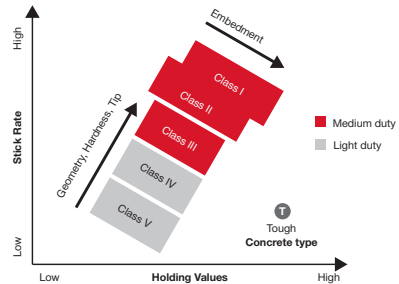 High
Stick Rate
Low
Embedment
Geometry, Hardness, Tip
Class I
Class II
Class III
Class IV
Class V
Medium duty
Light duty
T
Tough
Concrete type
Low
Holding Values
High